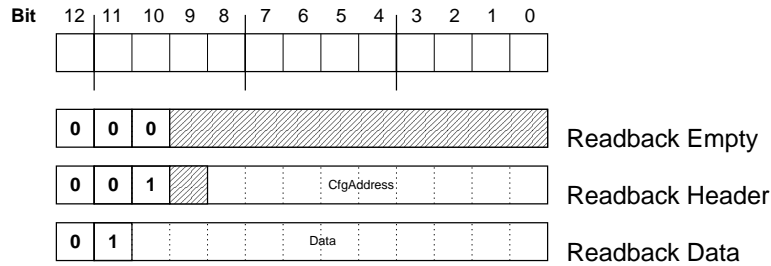 Bit 12 11 10 9 8 7 6 5 4 3 2 1 0
0 0 0 Readback Empty
0 0 1 CfgAddress Readback Header
0 1 Data Readback Data